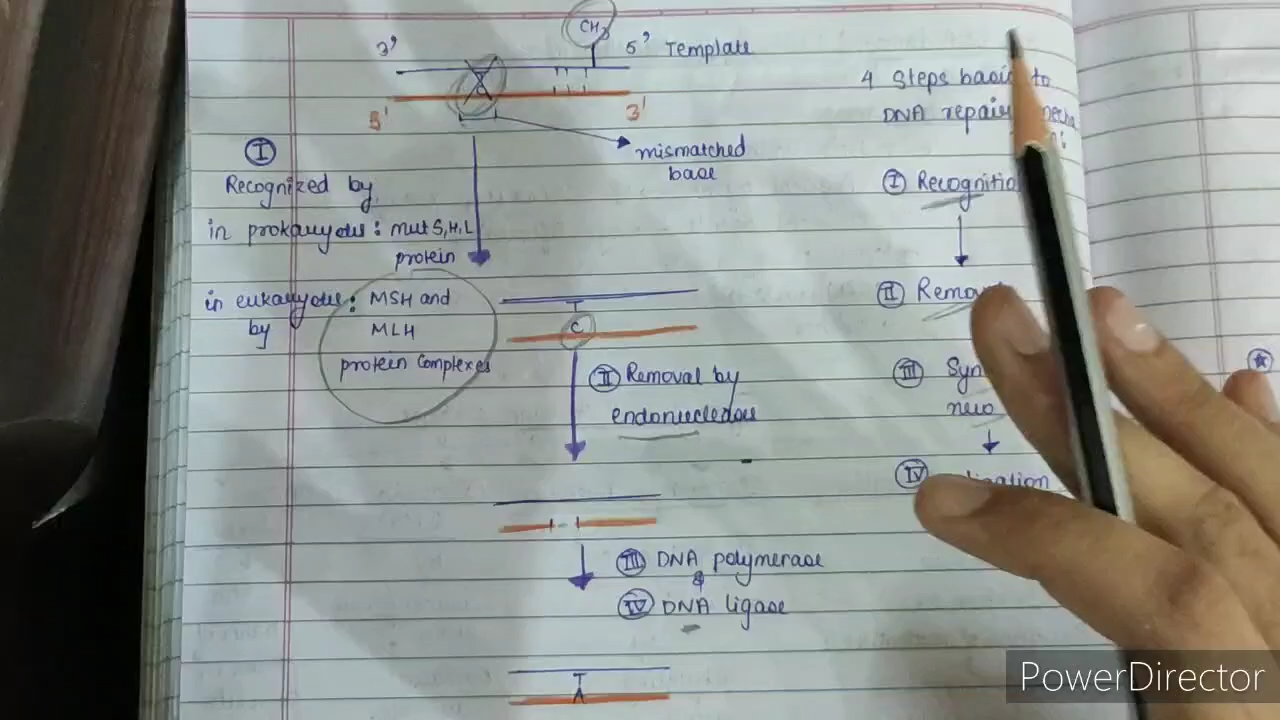 CH3
3' 5' Template
5' 3'
mismatched
base
I
Recognized by
in prokaryotes: mut S, H, L
protein
in eukaryotes: MSH and
by MLH
protein complexes
T
C
II Removal by
endonuclease
III DNA polymerase
&
IV DNA ligase
T
A
4 Steps basic to
DNA repair
I
II
III
new
IV
PowerDirector